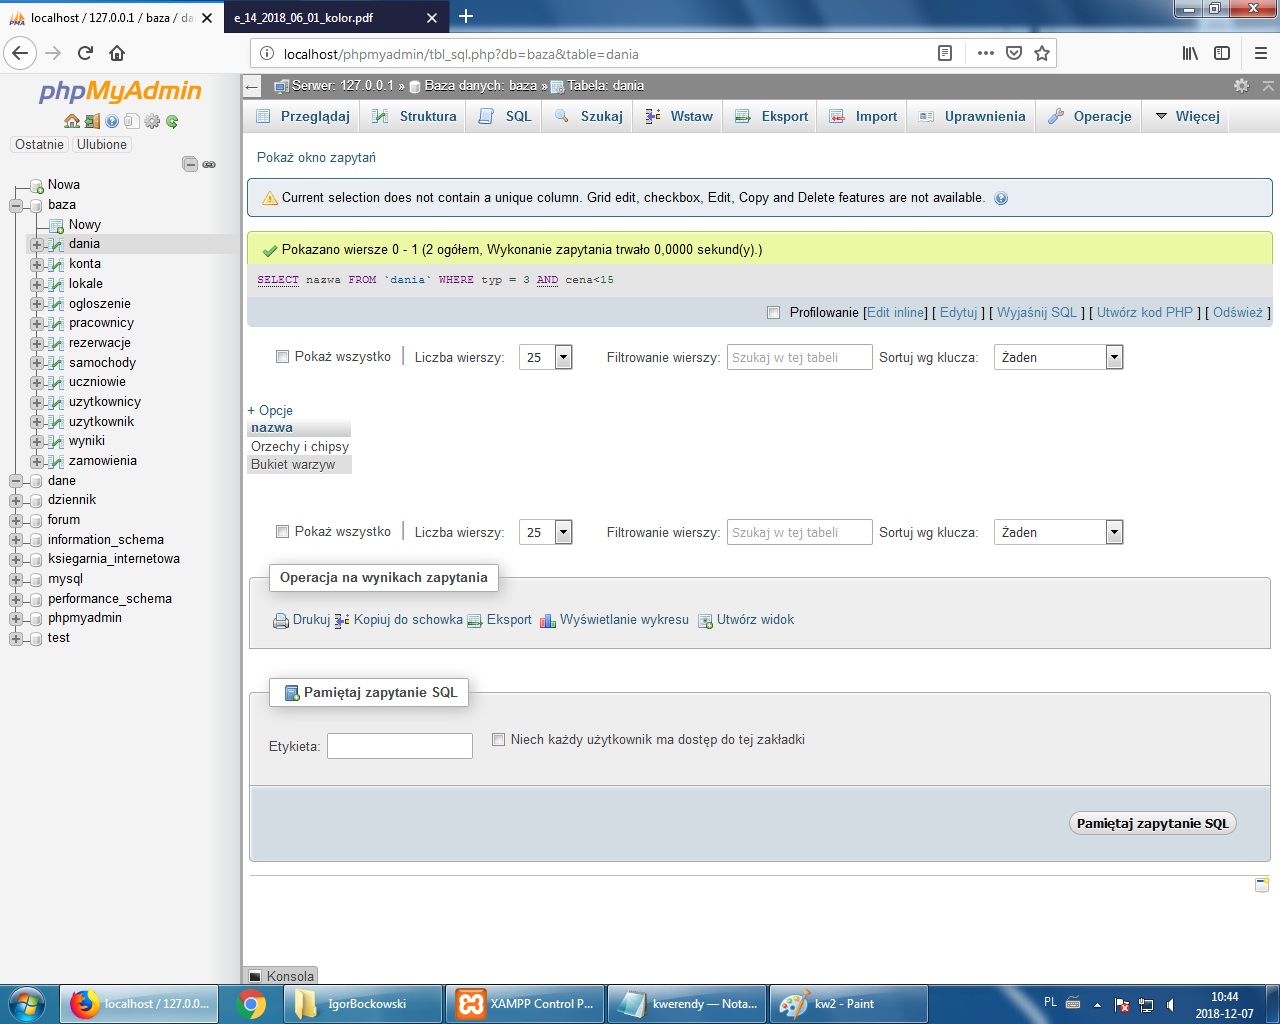 localhost / 127.0.0.1 / baza / da
e_14_2018_06_01_kolor.pdf
localhost/phpmyadmin/tbl_sql.php?db=baza&table=dania
phpMyAdmin
Ostatnie Ulubione
Nowa
baza
Nowy
dania
konta
lokale
ogloszenie
pracownicy
rezerwacje
samochody
uczniowie
uzytkownicy
uzytkownik
wyniki
zamowienia
dane
dziennik
forum
information_schema
ksiegarnia_internetowa
mysql
performance_schema
phpmyadmin
test
Serwer: 127.0.0.1 » Baza danych: baza » Tabela: dania
Przeglądaj Struktura SQL Szukaj Wstaw Eksport Import Uprawnienia Operacje Więcej
Pokaż okno zapytań
Current selection does not contain a unique column. Grid edit, checkbox, Edit, Copy and Delete features are not available.
Pokazano wiersze 0 - 1 (2 ogółem, Wykonanie zapytania trwało 0,0000 sekund(y).)
SELECT nazwa FROM `dania` WHERE typ = 3 AND cena<15
Profilowanie [Edit inline] [ Edytuj ] [ Wyjaśnij SQL ] [ Utwórz kod PHP ] [ Odśwież ]
Pokaż wszystko | Liczba wierszy: 25 Filtrowanie wierszy: Szukaj w tej tabeli Sortuj wg klucza: Żaden
+ Opcje
nazwa
Orzechy i chipsy
Bukiet warzyw
Pokaż wszystko | Liczba wierszy: 25 Filtrowanie wierszy: Szukaj w tej tabeli Sortuj wg klucza: Żaden
Operacja na wynikach zapytania
Drukuj Kopiuj do schowka Eksport Wyświetlanie wykresu Utwórz widok
Pamiętaj zapytanie SQL
Etykieta: Niech każdy użytkownik ma dostęp do tej zakładki
Pamiętaj zapytanie SQL
Konsola
localhost / 127.0.0... IgorBockowski XAMPP Control P... kwerendy — Nota... kw2 - Paint PL 10:44
2018-12-07